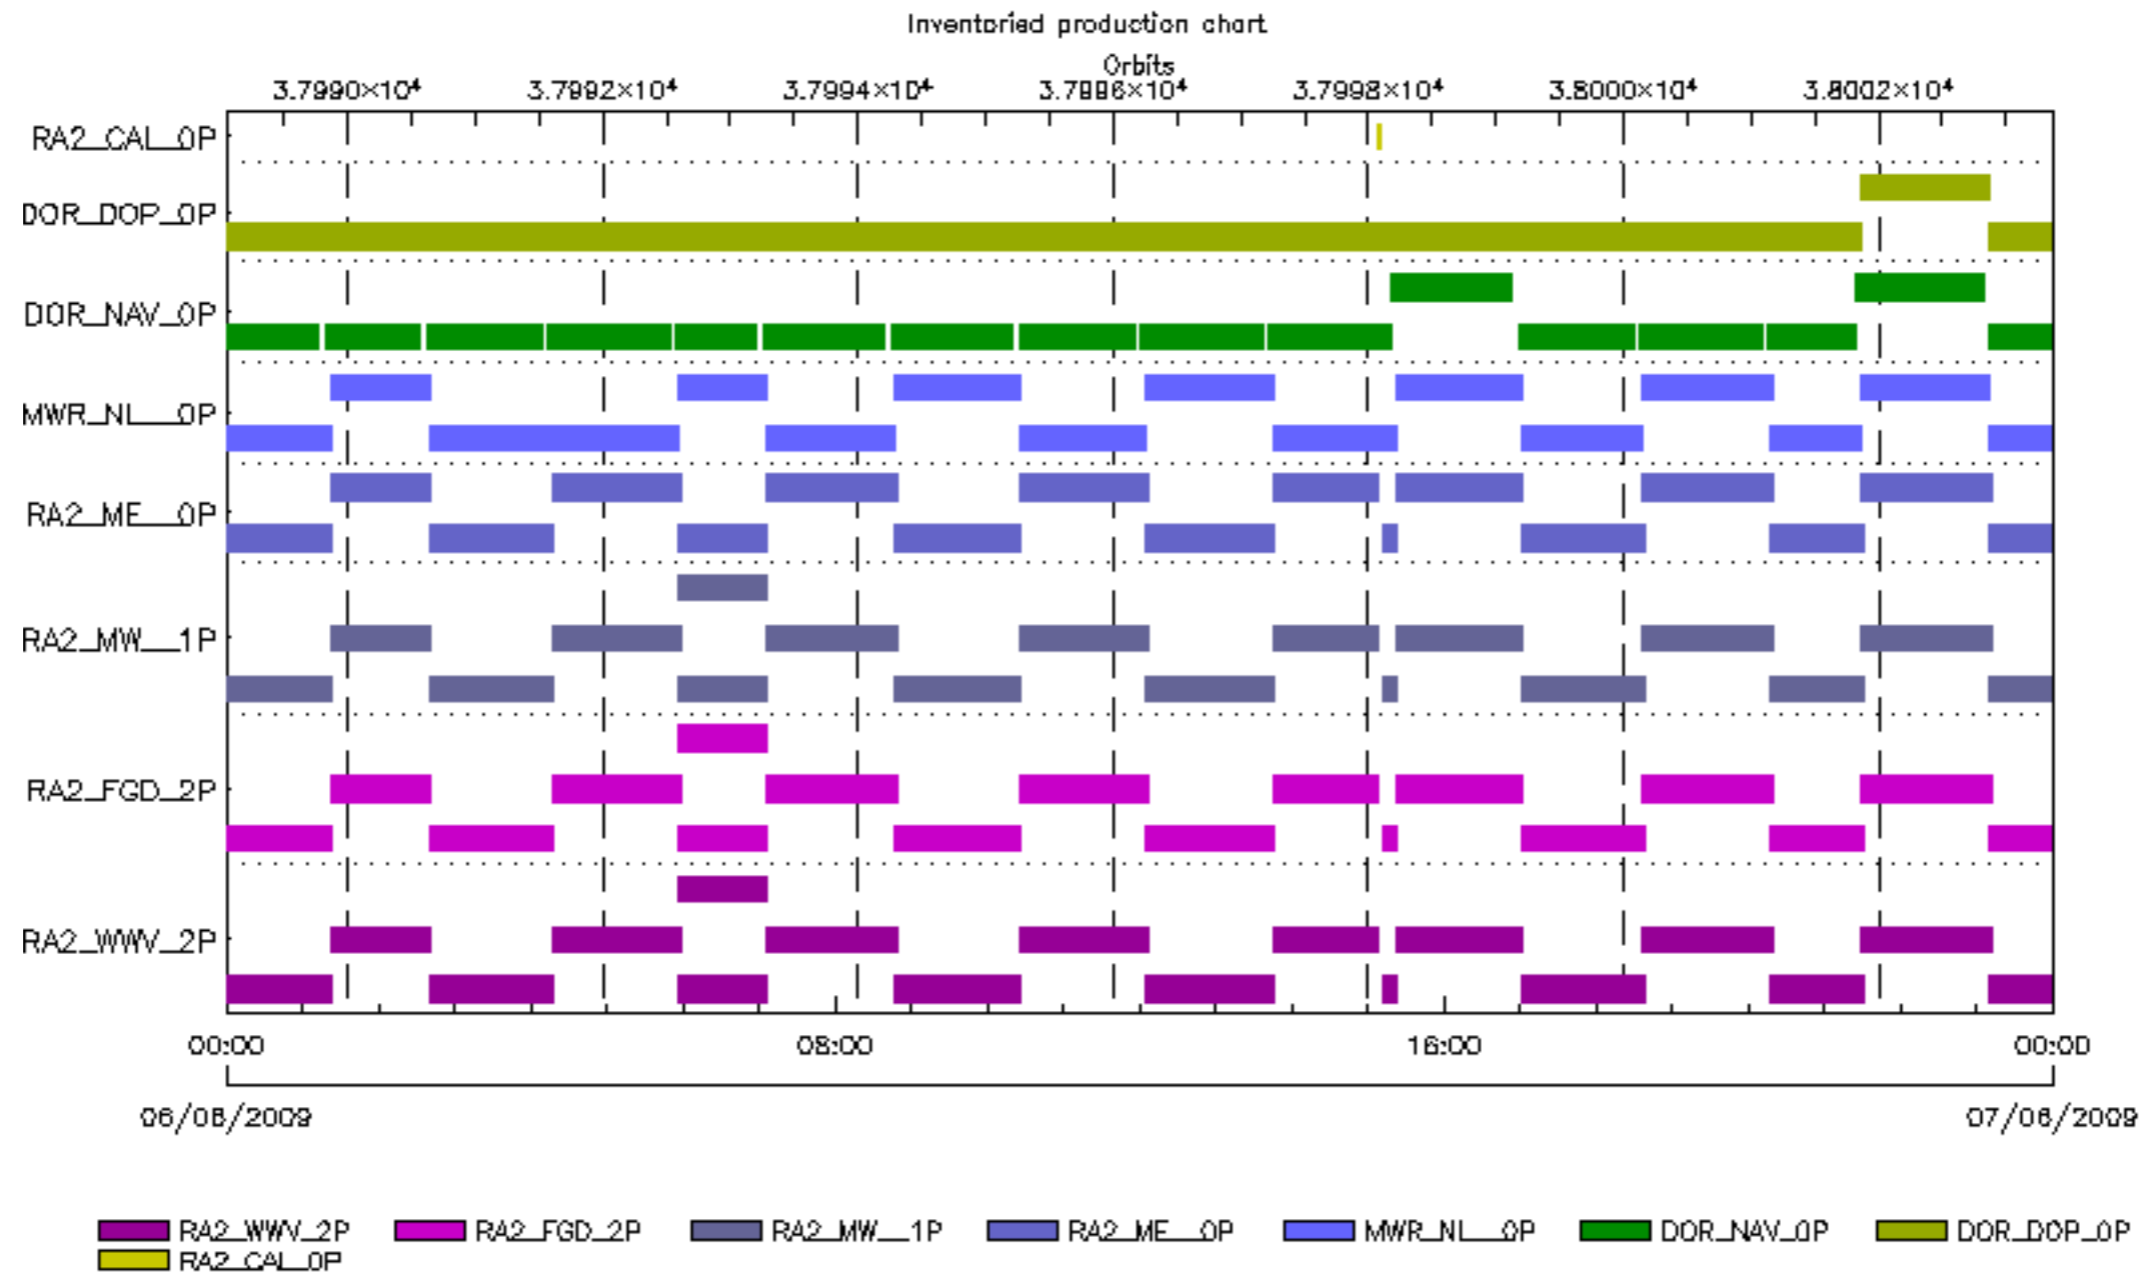 Inventoried production chart
Orbits
3.7990×10⁴ 3.7992×10⁴ 3.7994×10⁴ 3.7996×10⁴ 3.7998×10⁴ 3.8000×10⁴ 3.8002×10⁴
RA2_CAL_0P
DOR_DOP_0P
DOR_NAV_0P
MWR_NL__0P
RA2_ME__0P
RA2_MW__1P
RA2_FGD_2P
RA2_WWV_2P
00:00 08:00 16:00 00:00
06/06/2009 07/06/2009
RA2_WWV_2P RA2_FGD_2P RA2_MW__1P RA2_ME__0P MWR_NL__0P DOR_NAV_0P DOR_DOP_0P
RA2_CAL_0P